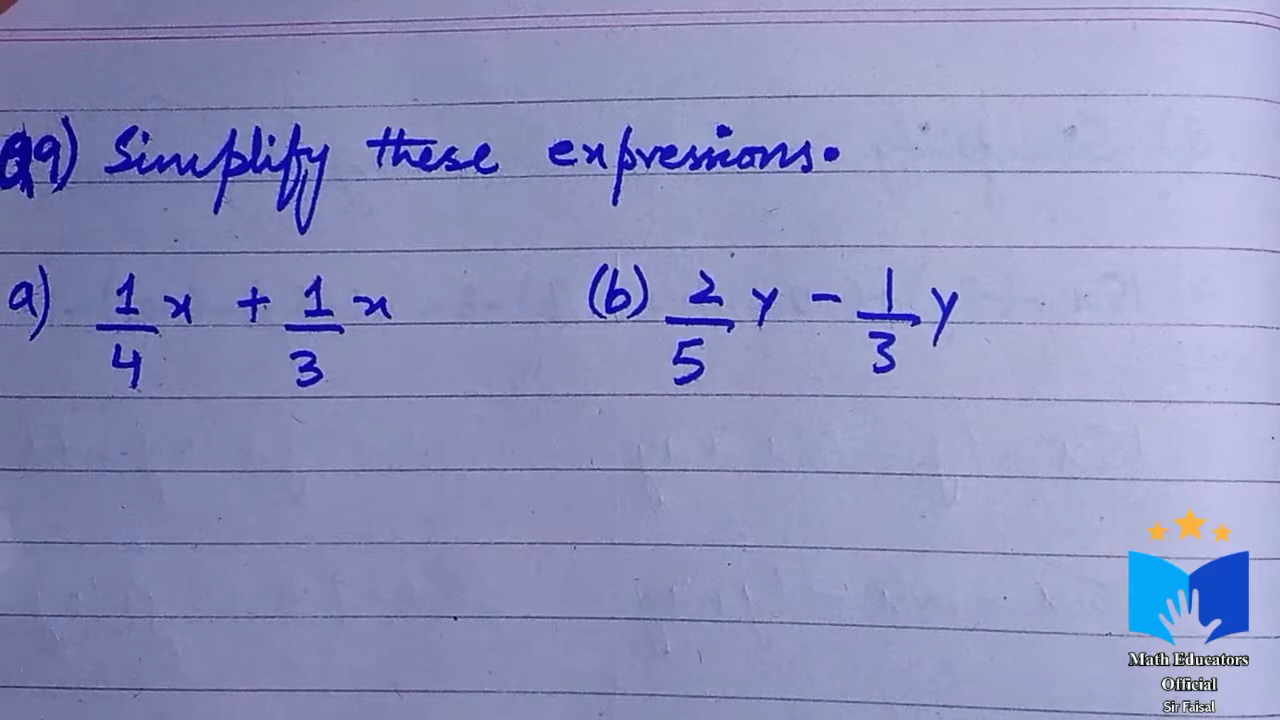 Q9) Simplify these expressions.
a) 1/4 x + 1/3 x (b) 2/5 y - 1/3 y
Math Educators
Official
Sir Faisal